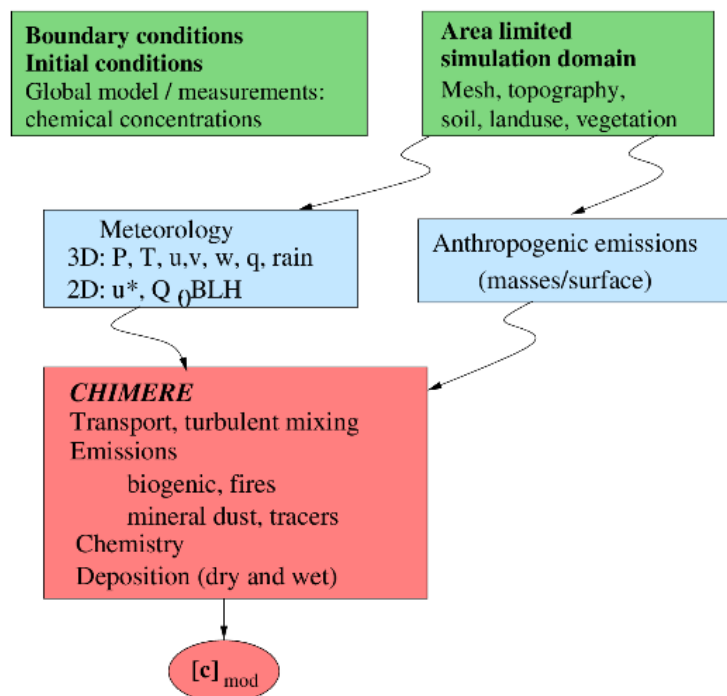 Boundary conditions
Initial conditions
Global model / measurements:
chemical concentrations
Area limited
simulation domain
Mesh, topography,
soil, landuse, vegetation
Meteorology
3D: P, T, u,v, w, q, rain
2D: u*, Q ()BLH
Anthropogenic emissions
(masses/surface)
CHIMERE
Transport, turbulent mixing
Emissions
biogenic, fires
mineral dust, tracers
Chemistry
Deposition (dry and wet)
[c] mod